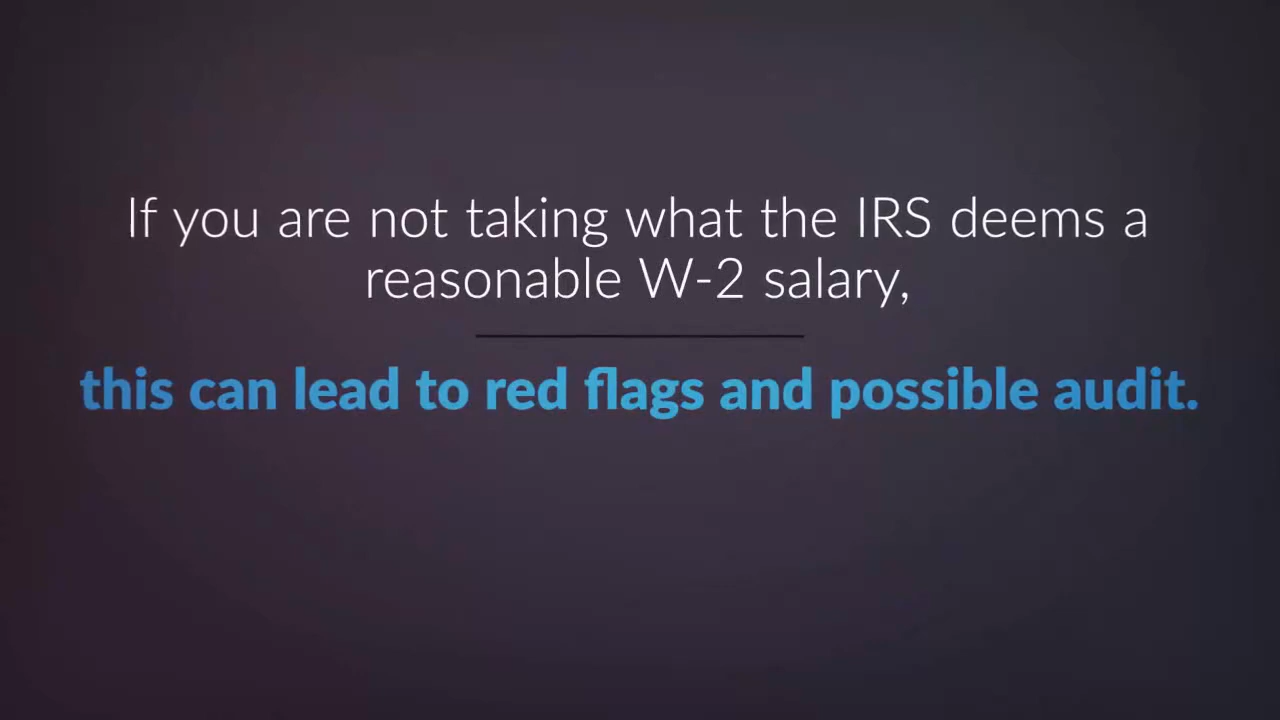 If you are not taking what the IRS deems a
reasonable W-2 salary,
this can lead to red flags and possible audit.